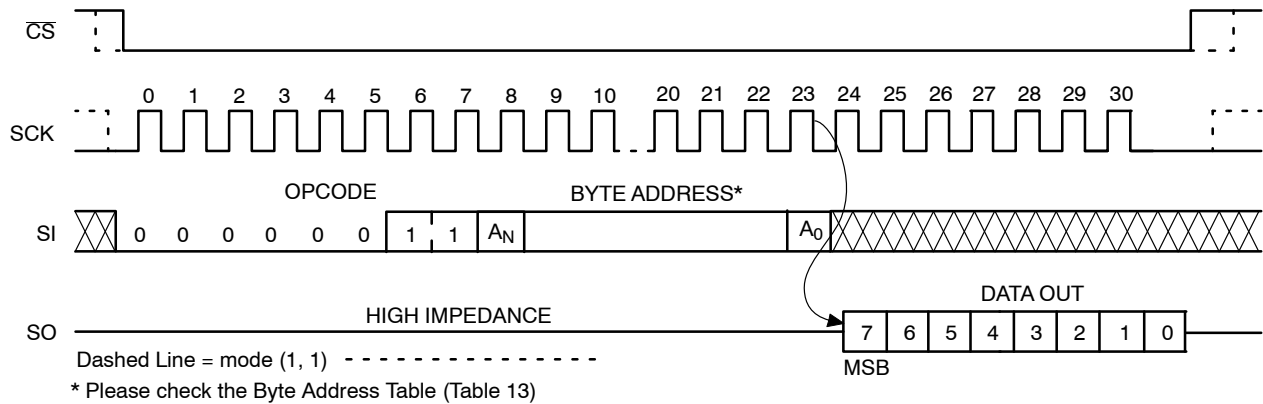 CS
0 1 2 3 4 5 6 7 8 9 10 20 21 22 23 24 25 26 27 28 29 30
SCK
OPCODE BYTE ADDRESS*
SI 0 0 0 0 0 0 1 1 AN A0
DATA OUT
HIGH IMPEDANCE
SO 7 6 5 4 3 2 1 0
Dashed Line = mode (1, 1)
MSB
* Please check the Byte Address Table (Table 13)